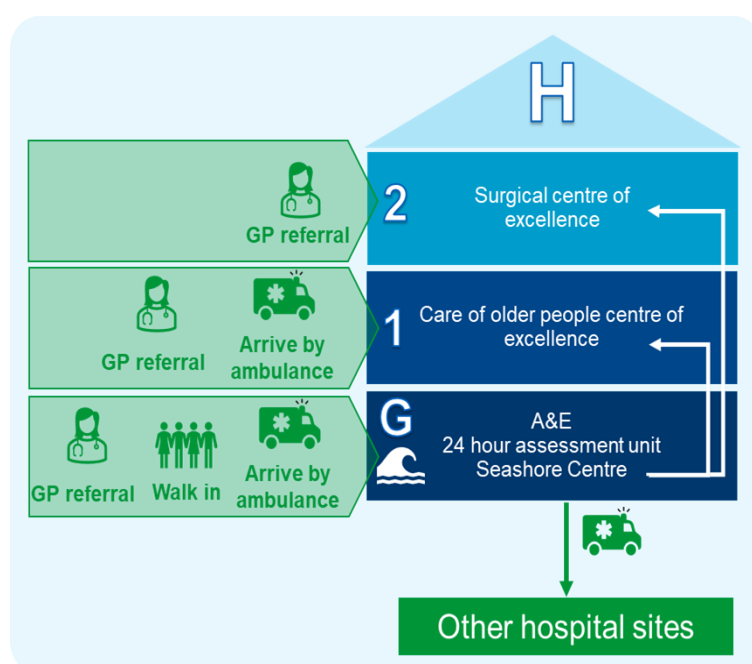 H
GP referral
2
Surgical centre of
excellence
GP referral
Arrive by
ambulance
1
Care of older people centre of
excellence
GP referral
Walk in
Arrive by
ambulance
G
A&E
24 hour assessment unit
Seashore Centre
Other hospital sites